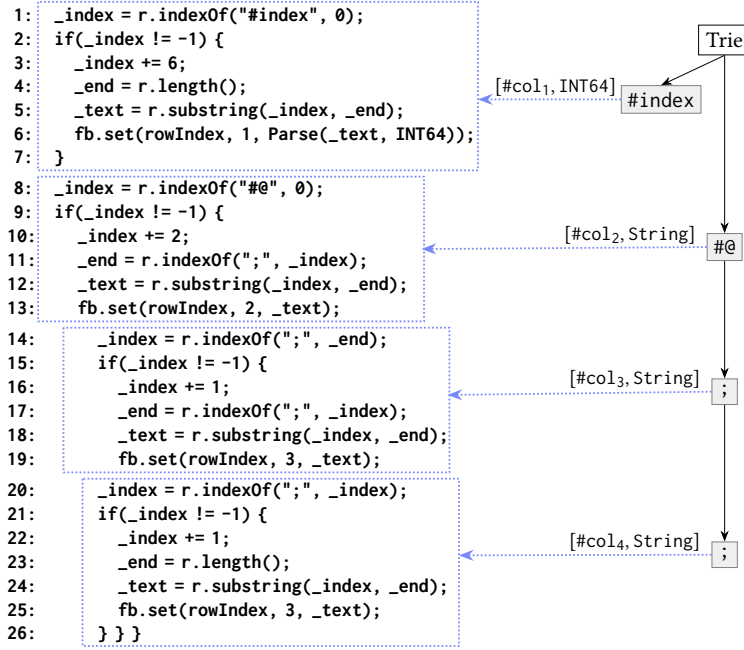 1: _index = r.indexOf("#index", 0);
2: if(_index != -1) {
3: _index += 6;
4: _end = r.length();
5: _text = r.substring(_index, _end);
6: fb.set(rowIndex, 1, Parse(_text, INT64));
7: }
8: _index = r.indexOf("#@", 0);
9: if(_index != -1) {
10: _index += 2;
11: _end = r.indexOf(";", _index);
12: _text = r.substring(_index, _end);
13: fb.set(rowIndex, 2, _text);
14: _index = r.indexOf(";", _end);
15: if(_index != -1) {
16: _index += 1;
17: _end = r.indexOf(";", _index);
18: _text = r.substring(_index, _end);
19: fb.set(rowIndex, 3, _text);
20: _index = r.indexOf(";", _index);
21: if(_index != -1) {
22: _index += 1;
23: _end = r.length();
24: _text = r.substring(_index, _end);
25: fb.set(rowIndex, 3, _text);
26: } } }
Trie
[#col₁, INT64]
#index
[#col₂, String]
#@
[#col₃, String]
;
[#col₄, String]
;